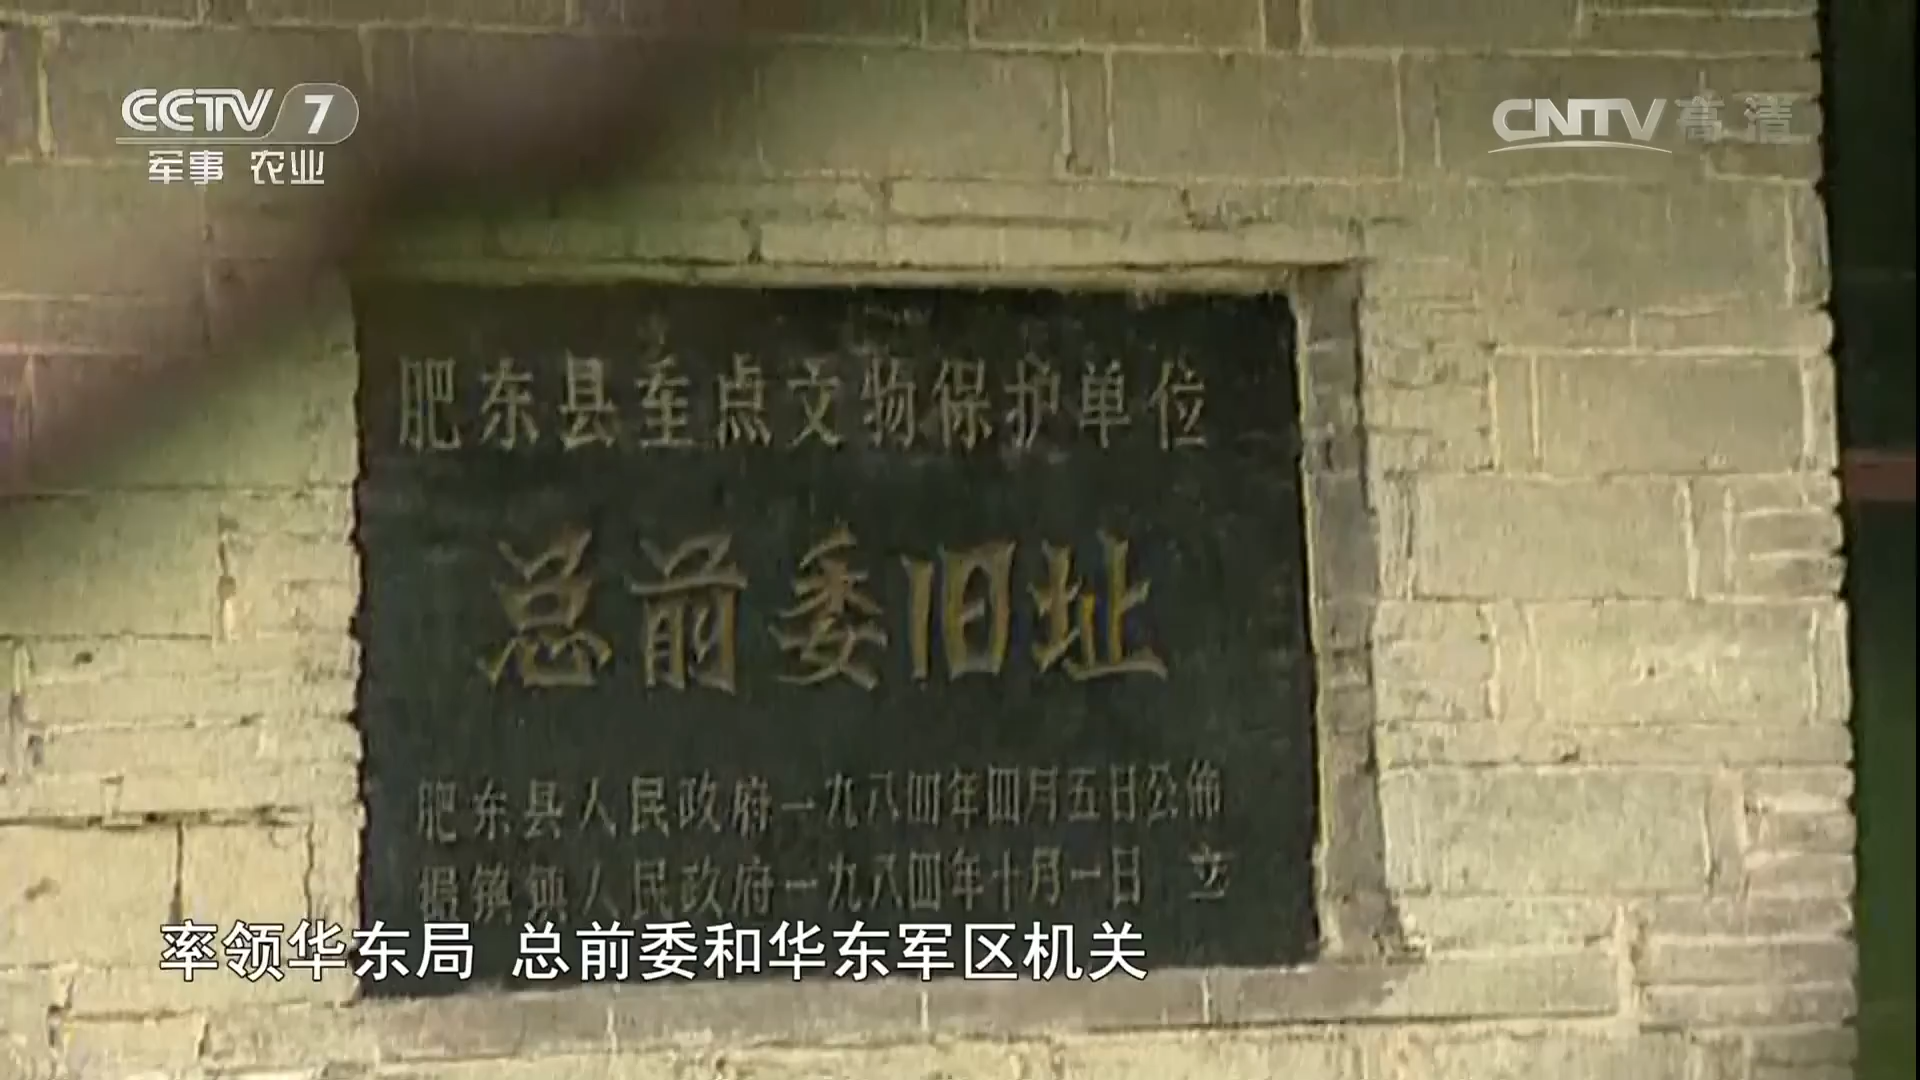 CCTV 7
军事 农业
CNTV 高清
肥东县重点文物保护单位
总前委旧址
肥东县人民政府一九八四年四月五日公佈
撮镇镇人民政府一九八四年十月一日 立
率领华东局 总前委和华东军区机关